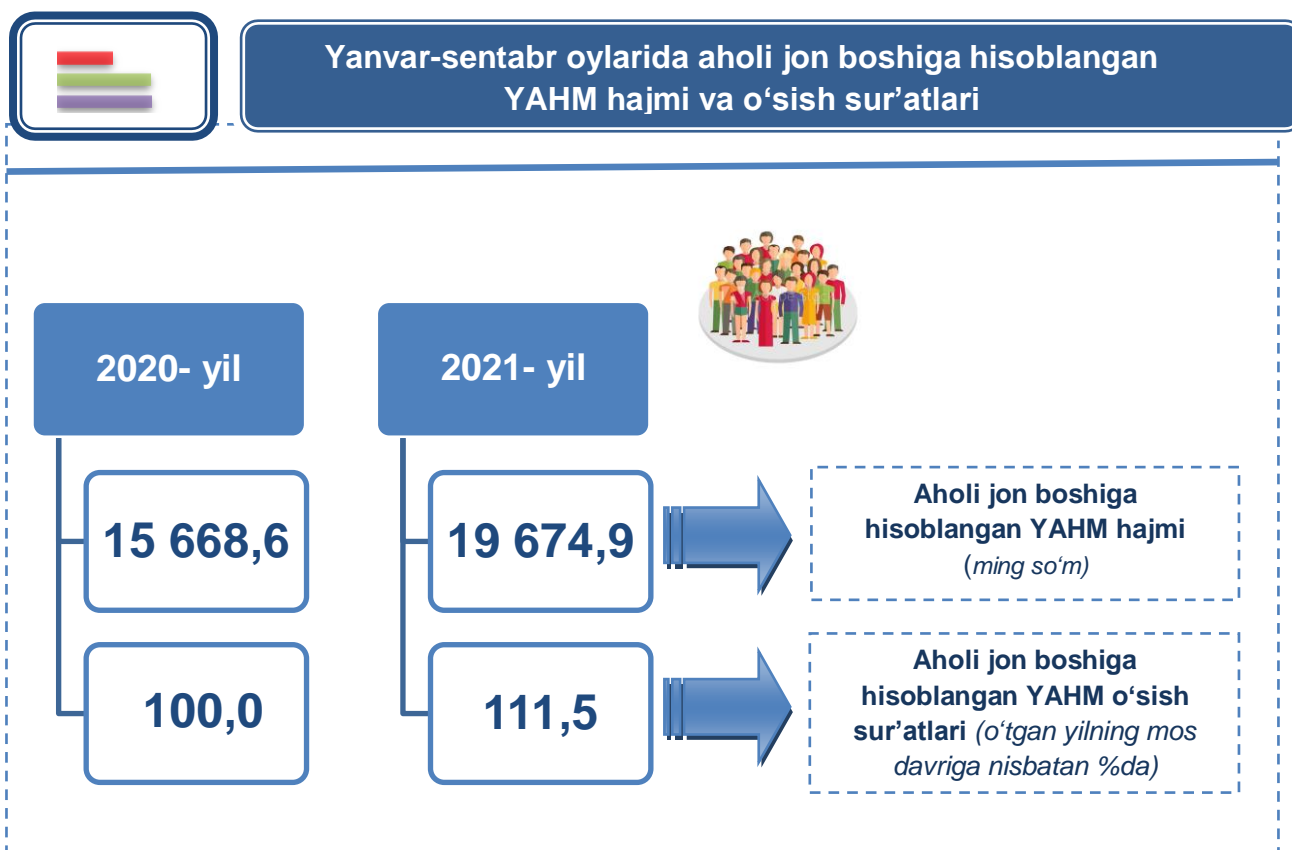 Yanvar-sentabr oylarida aholi jon boshiga hisoblangan
YAHM hajmi va o‘sish sur’atlari
2020- yil
2021- yil
15 668,6
19 674,9
Aholi jon boshiga
hisoblangan YAHM hajmi
(ming so‘m)
100,0
111,5
Aholi jon boshiga
hisoblangan YAHM o‘sish
sur’atlari (o‘tgan yilning mos
davriga nisbatan %da)